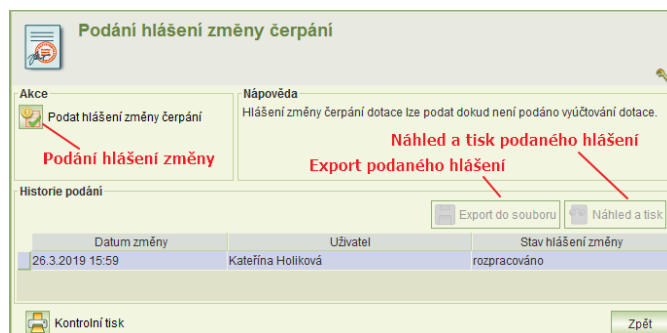 Podání hlášení změny čerpání
Akce
Podat hlášení změny čerpání
Podání hlášení změny
Nápověda
Hlášení změny čerpání dotace lze podat dokud není podáno vyúčtování dotace.
Náhled a tisk podaného hlášení
Export podaného hlášení
Historie podání
Export do souboru
Náhled a tisk
Datum změny Uživatel Stav hlášení změny
26.3.2019 15:59 Kateřína Holiková rozpracováno
Kontrolní tisk
Zpět